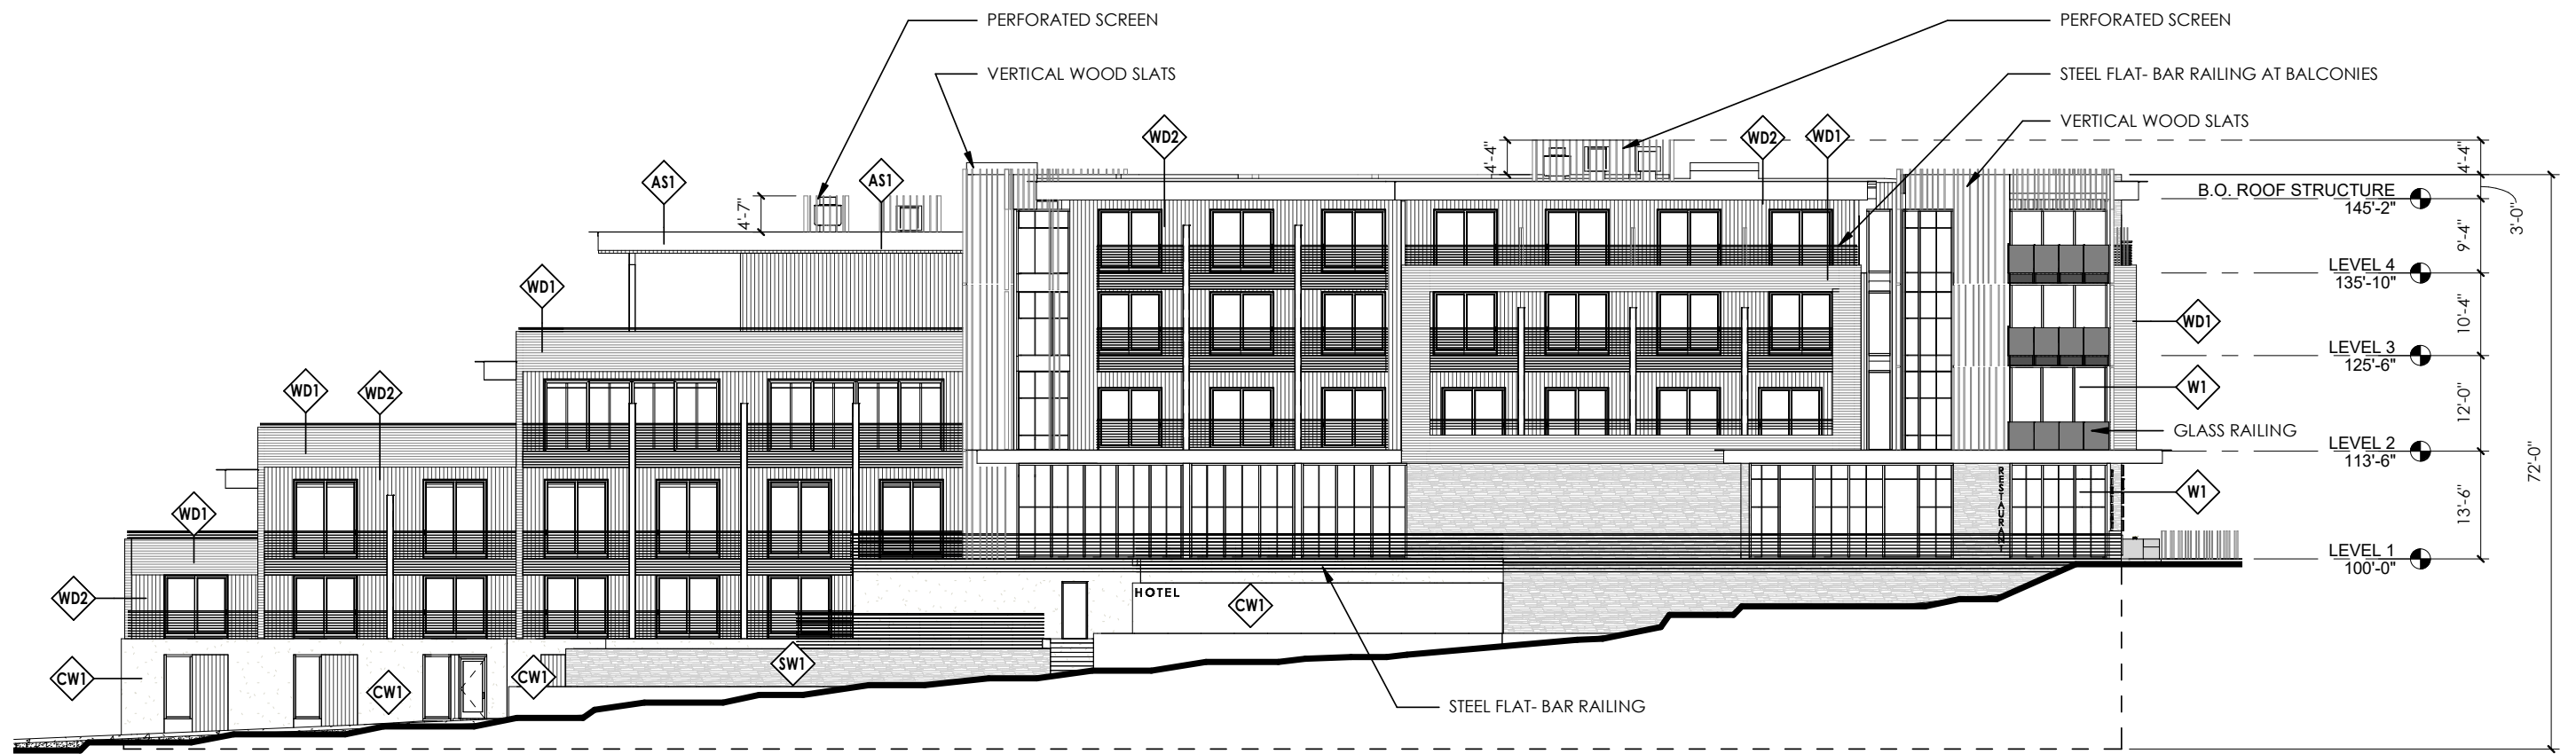 PERFORATED SCREEN
PERFORATED SCREEN
VERTICAL WOOD SLATS
STEEL FLAT- BAR RAILING AT BALCONIES
VERTICAL WOOD SLATS
WD2
WD2
WD1
4'-4"
4'-4"
AS1
AS1
4'-7"
B.O. ROOF STRUCTURE
145'-2"
3'-0"
9'-4"
LEVEL 4
135'-10"
WD1
10'-4"
WD1
LEVEL 3
125'-6"
WD1
WD2
W1
12'-0"
GLASS RAILING
LEVEL 2
113'-6"
72'-0"
WD1
RESTAURANT
W1
13'-6"
LEVEL 1
100'-0"
WD2
HOTEL
CW1
CW1
CW1
CW1
SW1
STEEL FLAT- BAR RAILING